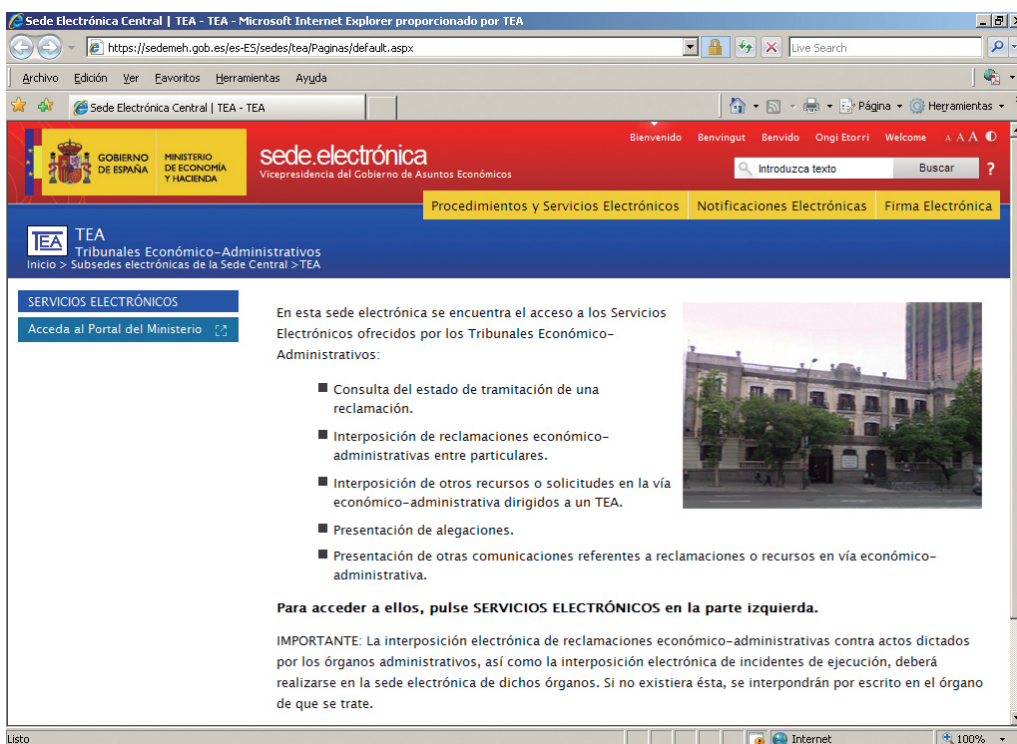 Sede Electrónica Central | TEA - TEA - Microsoft Internet Explorer proporcionado por TEA
https://sedemeh.gob.es/es-ES/sedes/tea/Paginas/default.aspx
Live Search
Archivo Edición Ver Favoritos Herramientas Ayuda
Sede Electrónica Central | TEA - TEA
Página Herramientas
Bienvenido Benvingut Benvido Ongi Etorri Welcome A A A
GOBIERNO DE ESPAÑA
MINISTERIO DE ECONOMÍA Y HACIENDA
sede.electrónica
Vicepresidencia del Gobierno de Asuntos Económicos
Introduzca texto Buscar ?
Procedimientos y Servicios Electrónicos Notificaciones Electrónicas Firma Electrónica
TEA TEA
Tribunales Económico-Administrativos
Inicio > Subsedes electrónicas de la Sede Central >TEA
SERVICIOS ELECTRÓNICOS
Acceda al Portal del Ministerio
En esta sede electrónica se encuentra el acceso a los Servicios
Electrónicos ofrecidos por los Tribunales Económico-
Administrativos:
Consulta del estado de tramitación de una
reclamación.
Interposición de reclamaciones económico-
administrativas entre particulares.
Interposición de otros recursos o solicitudes en la vía
económico-administrativa dirigidos a un TEA.
Presentación de alegaciones.
Presentación de otras comunicaciones referentes a reclamaciones o recursos en vía económico-
administrativa.
Para acceder a ellos, pulse SERVICIOS ELECTRÓNICOS en la parte izquierda.
IMPORTANTE: La interposición electrónica de reclamaciones económico-administrativas contra actos dictados
por los órganos administrativos, así como la interposición electrónica de incidentes de ejecución, deberá
realizarse en la sede electrónica de dichos órganos. Si no existiera ésta, se interpondrán por escrito en el órgano
de que se trate.
Listo Internet 100%